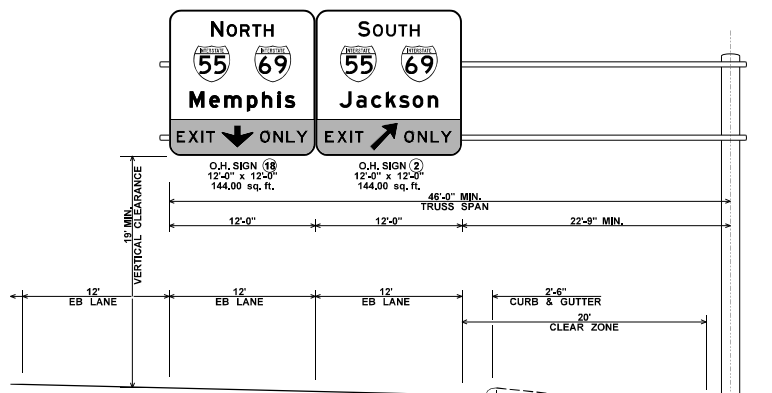 NORTH
INTERSTATE INTERSTATE
55 69
Memphis
EXIT ONLY
SOUTH
INTERSTATE INTERSTATE
55 69
Jackson
EXIT ONLY
O.H. SIGN 18
12'-0" x 12'-0"
144.00 sq. ft.
O.H. SIGN 2
12'-0" x 12'-0"
144.00 sq. ft.
46'-0" MIN.
TRUSS SPAN
12'-0"
12'-0"
22'-9" MIN.
19' MIN.
VERTICAL CLEARANCE
12'
EB LANE
12'
EB LANE
12'
EB LANE
2'-6"
CURB & GUTTER
20'
CLEAR ZONE